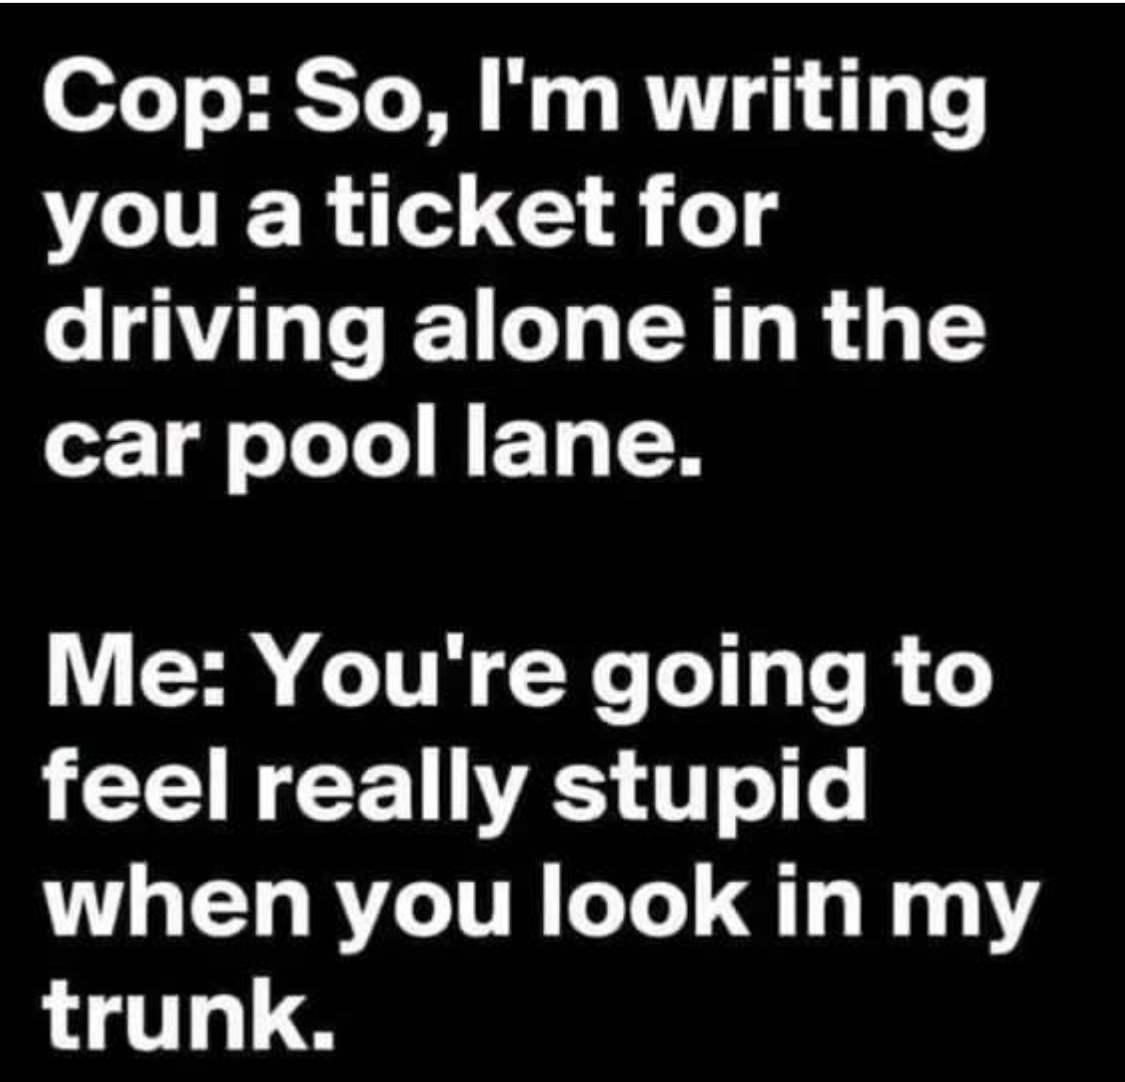 Cop: So, I'm writing
you a ticket for
driving alone in the
car pool lane.
Me: You're going to
feel really stupid
when you look in my
trunk.